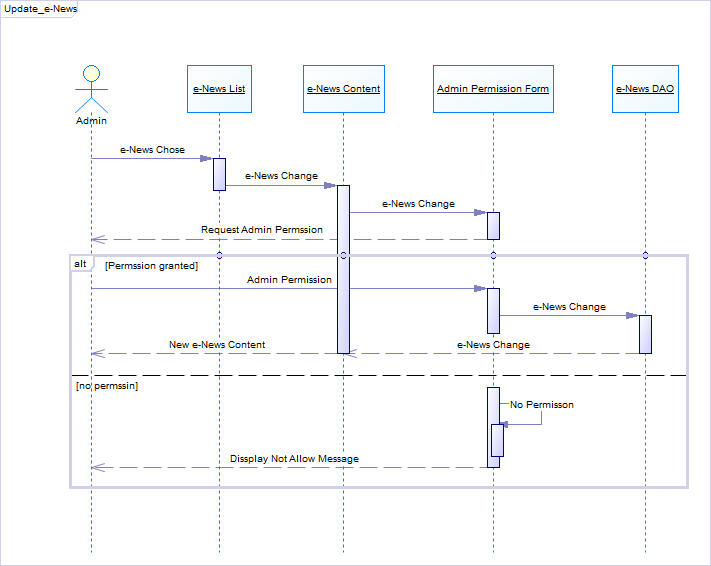 Update_e-News
e-News List
e-News Content
Admin Permission Form
e-News DAO
Admin
e-News Chose
e-News Change
e-News Change
Request Admin Permssion
alt
[Permssion granted]
Admin Permission
e-News Change
New e-News Content
e-News Change
[no permssin]
No Permisson
Dissplay Not Allow Message